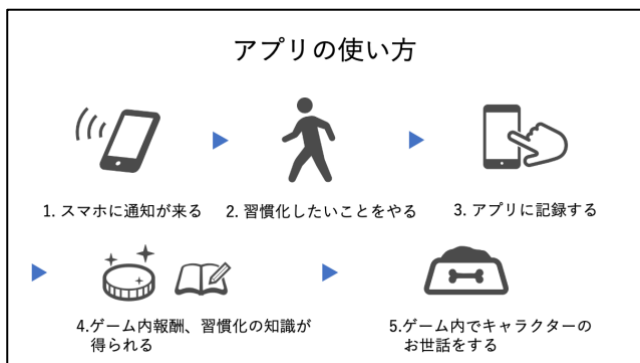 アプリの使い方
1. スマホに通知が来る
2. 習慣化したいことをやる
3. アプリに記録する
4.ゲーム内報酬、習慣化の知識が
得られる
5.ゲーム内でキャラクターの
お世話をする